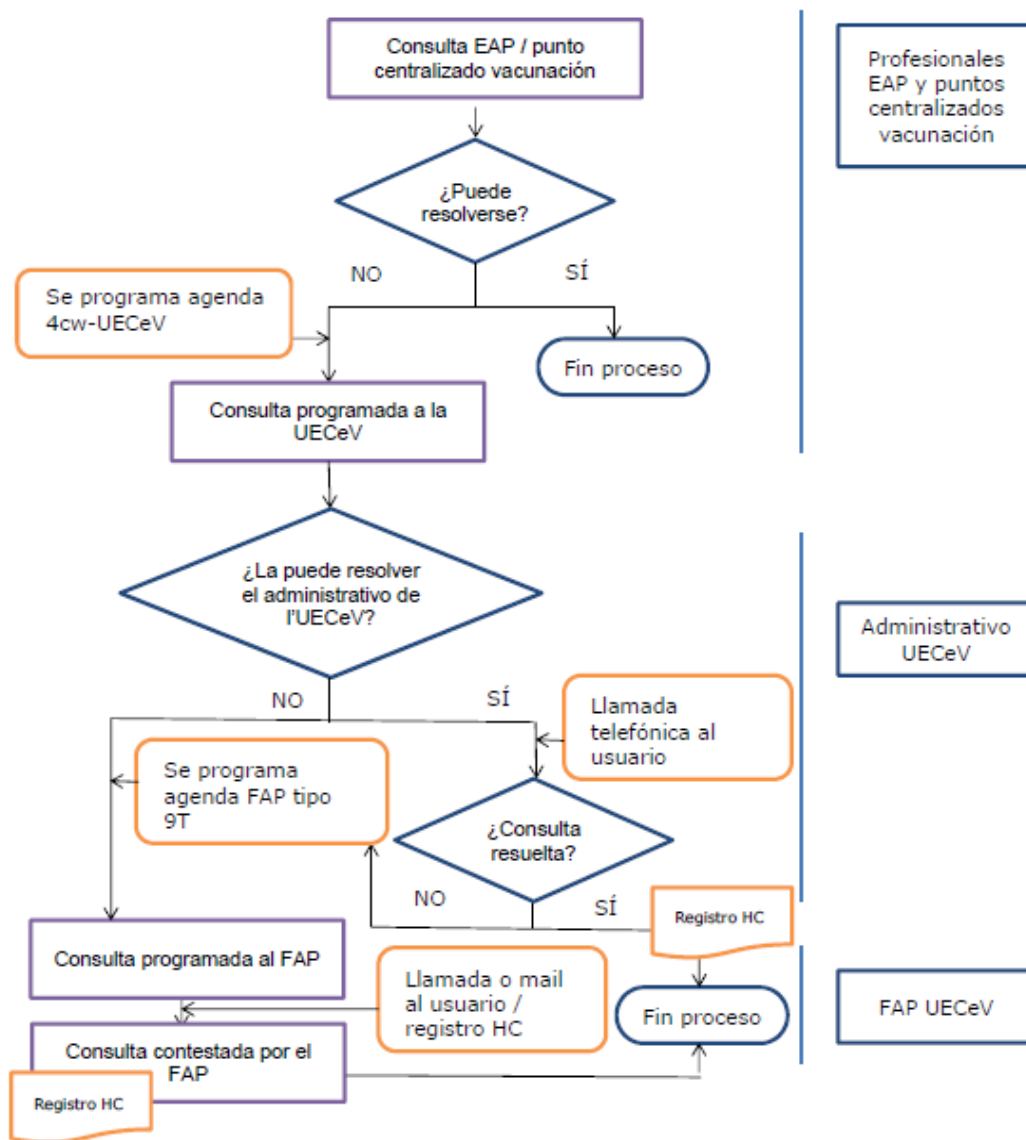 Consulta EAP / punto
centralizado vacunación
Profesionales
EAP y puntos
centralizados
vacunación
¿Puede
resolverse?
NO
SÍ
Se programa agenda
4cw-UECeV
Fin proceso
Consulta programada a la
UECeV
¿La puede resolver
el administrativo de
l'UECeV?
Administrativo
UECeV
NO
SÍ
Llamada
telefónica al
usuario
Se programa
agenda FAP tipo
9T
¿Consulta
resuelta?
NO
SÍ
Registro HC
Consulta programada al FAP
Llamada o mail
al usuario /
registro HC
Fin proceso
FAP UECeV
Consulta contestada por el
FAP
Registro HC